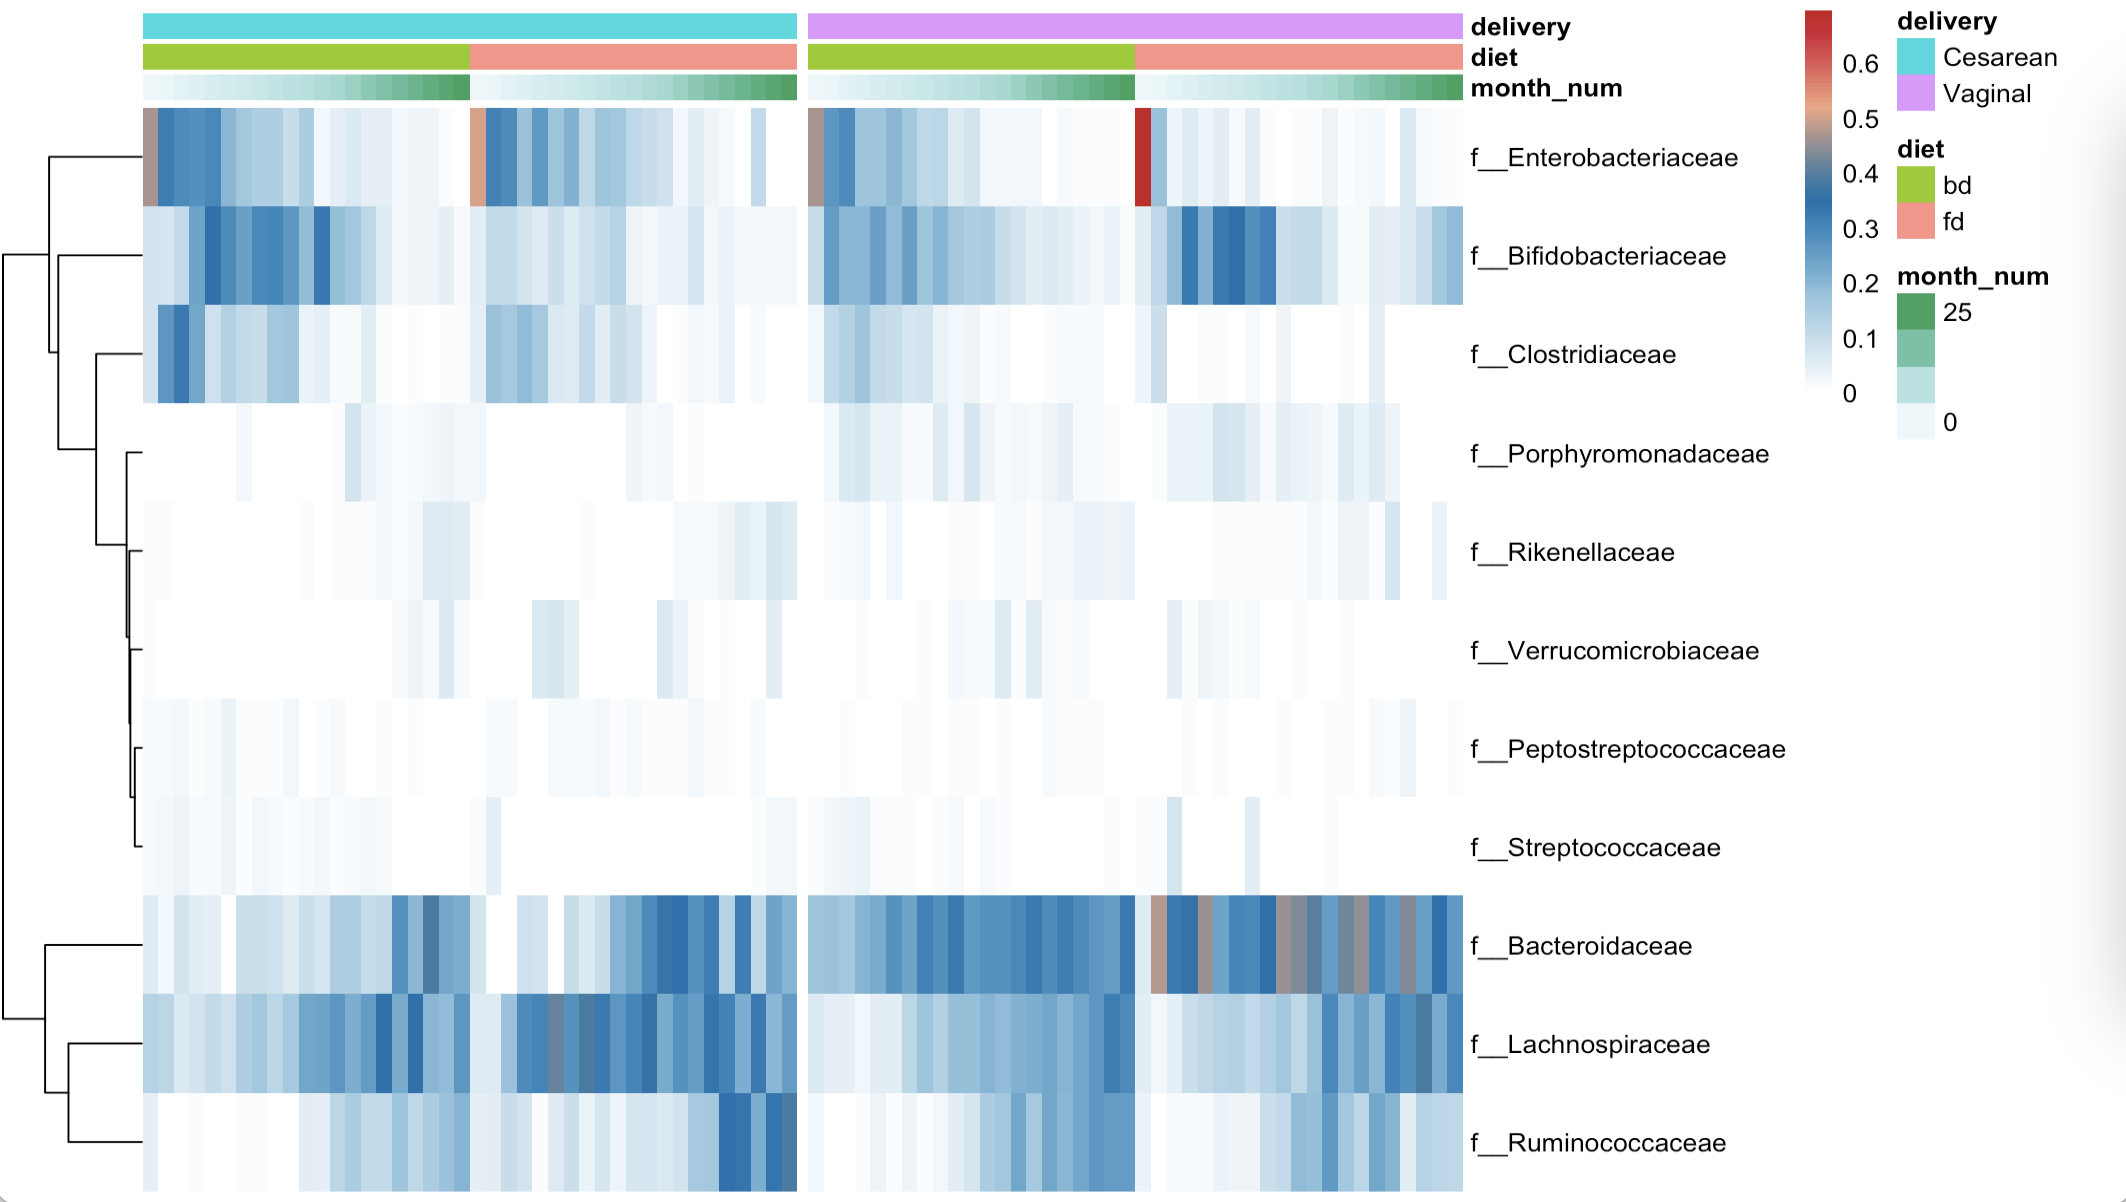 delivery
diet
month_num
f__Enterobacteriaceae
f__Bifidobacteriaceae
f__Clostridiaceae
f__Porphyromonadaceae
f__Rikenellaceae
f__Verrucomicrobiaceae
f__Peptostreptococcaceae
f__Streptococcaceae
f__Bacteroidaceae
f__Lachnospiraceae
f__Ruminococcaceae
0.6
0.5
0.4
0.3
0.2
0.1
0
delivery
Cesarean
Vaginal
diet
bd
fd
month_num
25
0